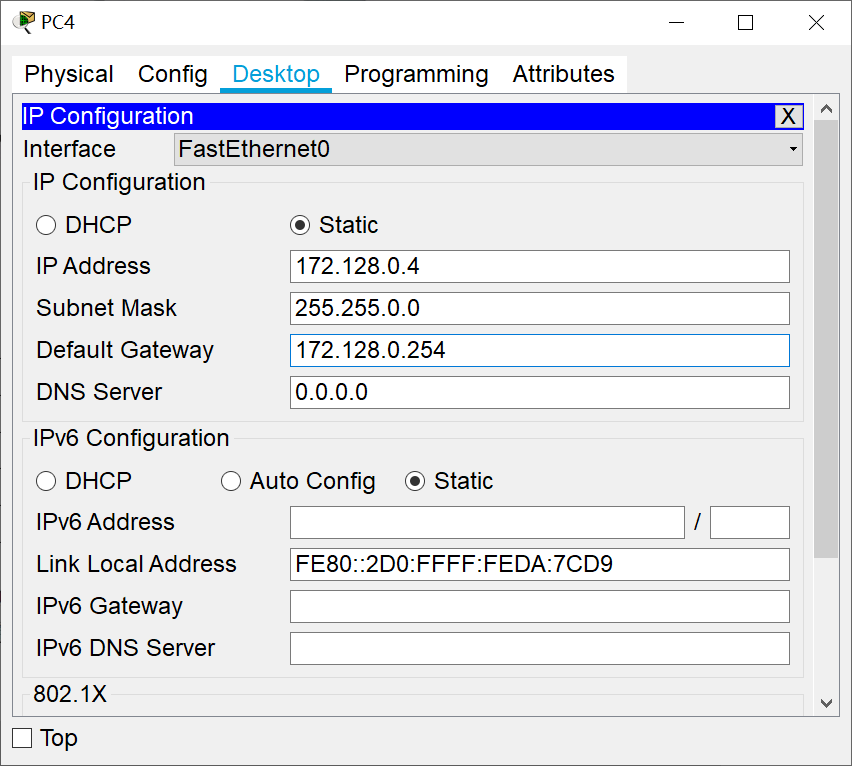 PC4
Physical Config Desktop Programming Attributes
IP Configuration X
Interface FastEthernet0
IP Configuration
DHCP Static
IP Address 172.128.0.4
Subnet Mask 255.255.0.0
Default Gateway 172.128.0.254
DNS Server 0.0.0.0
IPv6 Configuration
DHCP Auto Config Static
IPv6 Address /
Link Local Address FE80::2D0:FFFF:FEDA:7CD9
IPv6 Gateway
IPv6 DNS Server
802.1X
Top